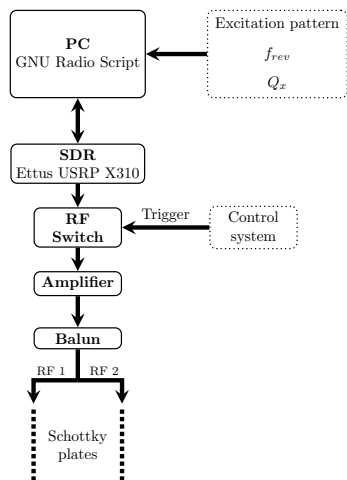 PC
GNU Radio Script
Excitation pattern
f_rev
Q_x
SDR
Ettus USRP X310
RF
Switch
Trigger
Control
system
Amplifier
Balun
RF 1
RF 2
Schottky
plates